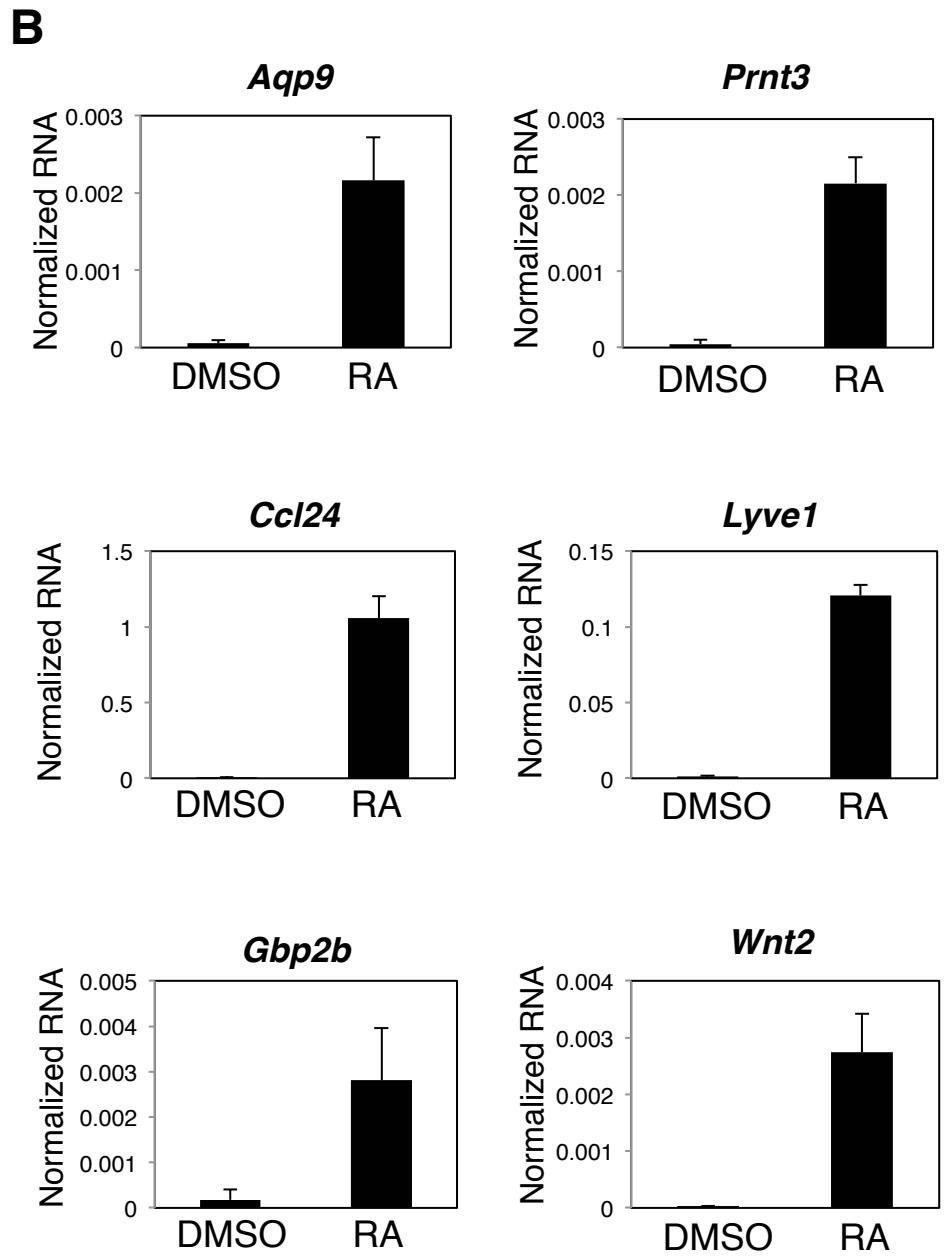 B
Aqp9
Normalized RNA
0.003
0.002
0.001
0
DMSO RA
Prnt3
Normalized RNA
0.003
0.002
0.001
0
DMSO RA
Ccl24
Normalized RNA
1.5
1
0.5
0
DMSO RA
Lyve1
Normalized RNA
0.15
0.1
0.05
0
DMSO RA
Gbp2b
Normalized RNA
0.005
0.004
0.003
0.002
0.001
0
DMSO RA
Wnt2
Normalized RNA
0.004
0.003
0.002
0.001
0
DMSO RA